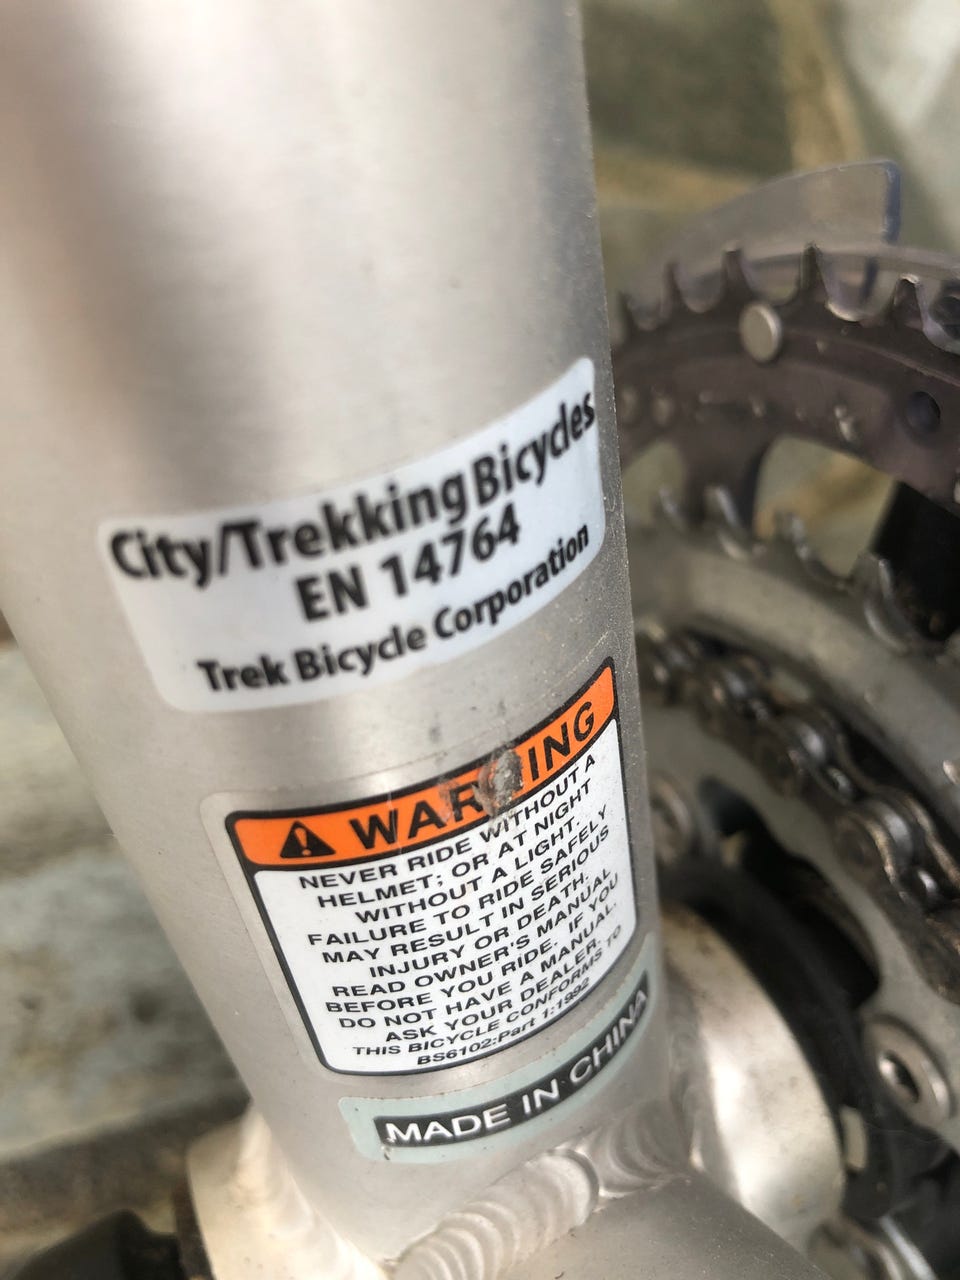 City/Trekking Bicycles
EN 14764
Trek Bicycle Corporation
WARNING
NEVER RIDE WITHOUT A
HELMET; OR AT NIGHT
WITHOUT A LIGHT.
FAILURE TO RIDE SAFELY
MAY RESULT IN SERIOUS
INJURY OR DEATH.
READ OWNER'S MANUAL
BEFORE YOU RIDE. IF YOU
DO NOT HAVE A MANUAL.
ASK YOUR DEALER.
THIS BICYCLE CONFORMS TO
BS6102:Part 1:1992
MADE IN CHINA